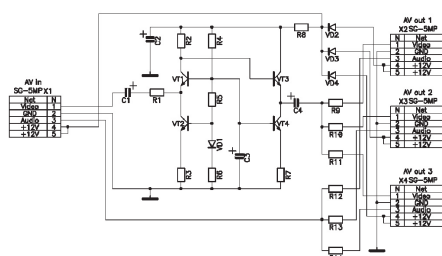 AV out 1
X2 SG-5MP
N Net
1 Video
2 GND
3 Audio
4 +12V
5 +12V
AV in
SG-5MP X1
Net N
Video 1
GND 2
Audio 3
+12V 4
+12V 5
C2
R2
R4
R8
VD2
VD3
VD4
VT1
VT3
C1
R1
R5
C4
R9
VT2
VT4
R10
VD1
C3
R11
R3
R6
R7
R12
R13
AV out 2
X3 SG-5MP
N Net
1 Video
2 GND
3 Audio
4 +12V
5 +12V
AV out 3
X4 SG-5MP
N Net
1 Video
2 GND
3 Audio
4 +12V
5 +12V